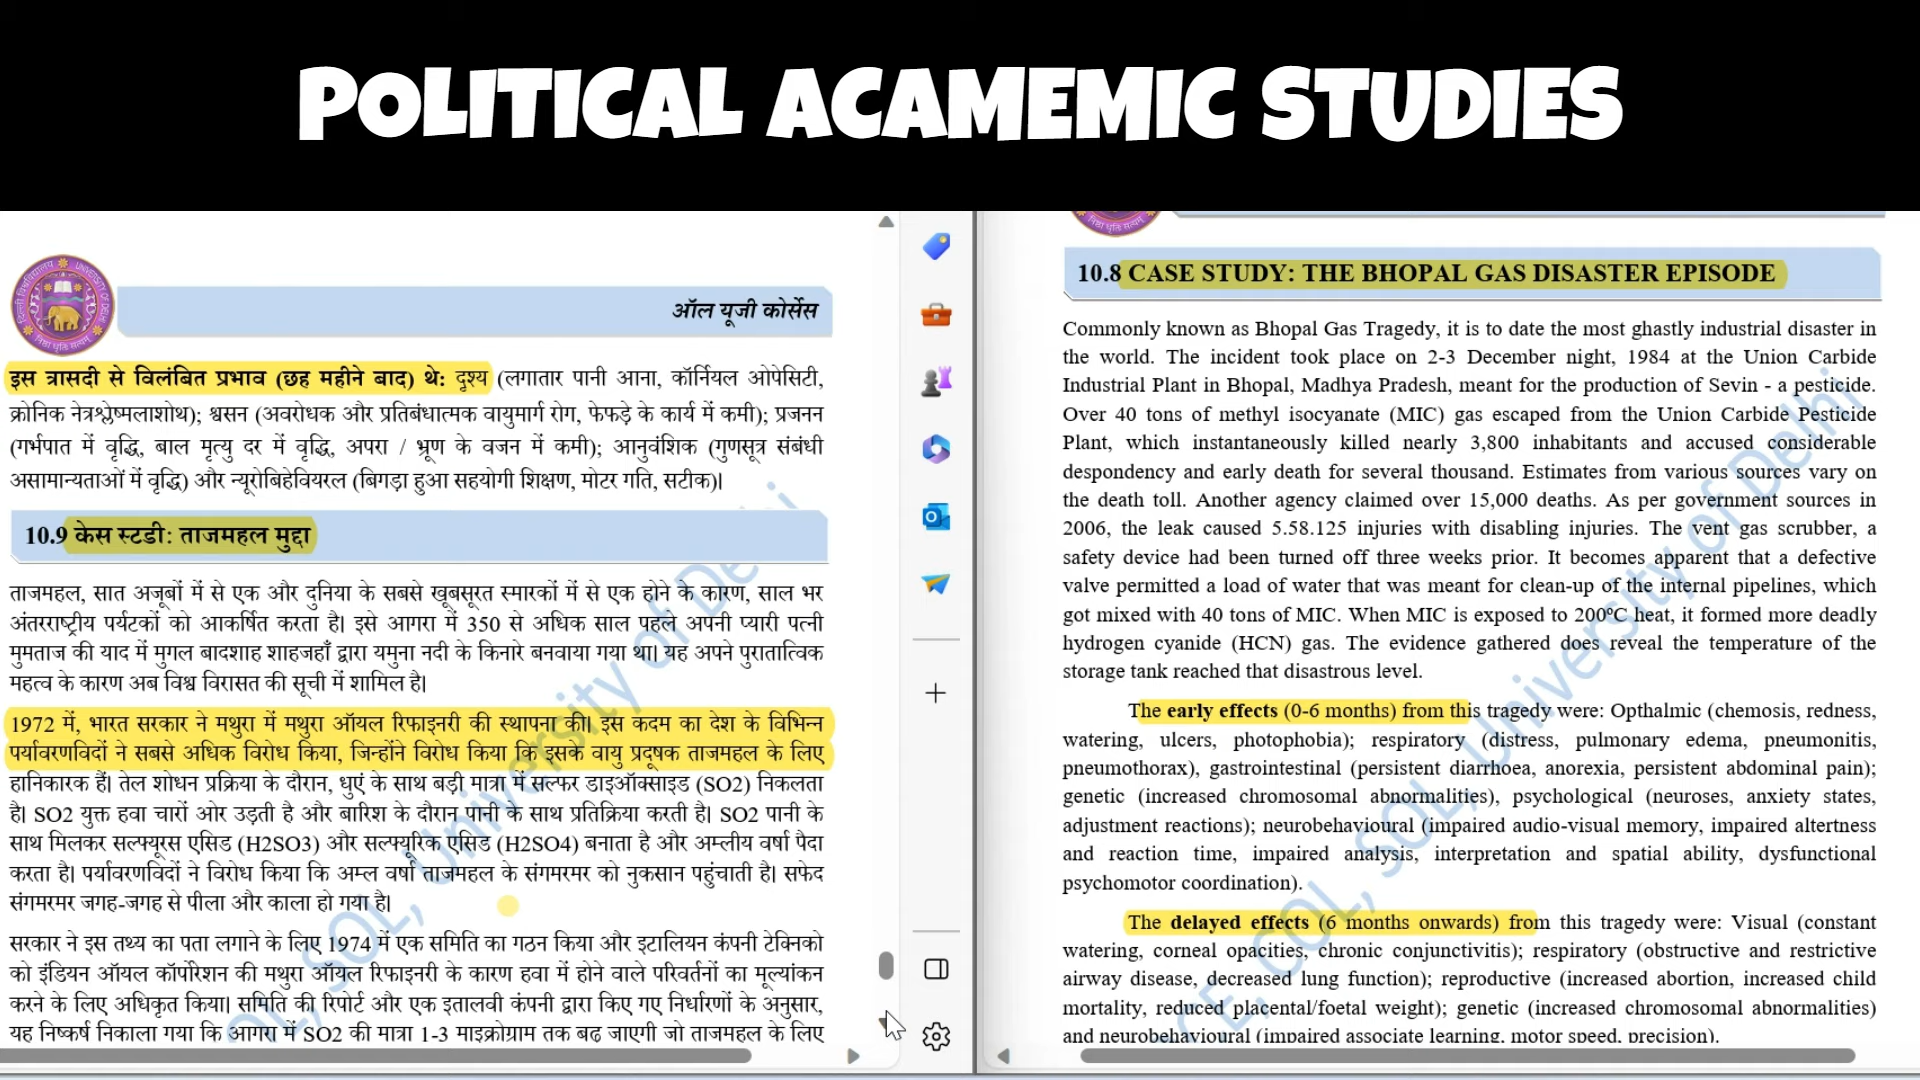 POLITICAL ACAMEMIC STUDIES
ऑल यूजी कोर्सेस
इस त्रासदी से विलंबित प्रभाव (छह महीने बाद) थे: दृश्य (लगातार पानी आना, कॉर्नियल ओपेसिटी,
क्रोनिक नेत्रश्लेष्मलाशोथ); श्वसन (अवरोधक और प्रतिबंधात्मक वायुमार्ग रोग, फेफड़े के कार्य में कमी); प्रजनन
(गर्भपात में वृद्धि, बाल मृत्यु दर में वृद्धि, अपरा / भ्रूण के वजन में कमी); आनुवंशिक (गुणसूत्र संबंधी
असामान्यताओं में वृद्धि) और न्यूरोबिहेवियरल (बिगड़ा हुआ सहयोगी शिक्षण, मोटर गति, सटीक)।
10.9 केस स्टडी: ताजमहल मुद्दा
ताजमहल, सात अजूबों में से एक और दुनिया के सबसे खूबसूरत स्मारकों में से एक होने के कारण, साल भर
अंतरराष्ट्रीय पर्यटकों को आकर्षित करता है। इसे आगरा में 350 से अधिक साल पहले अपनी प्यारी पत्नी
मुमताज की याद में मुगल बादशाह शाहजहाँ द्वारा यमुना नदी के किनारे बनवाया गया था। यह अपने पुरातात्विक
महत्व के कारण अब विश्व विरासत की सूची में शामिल है।
1972 में, भारत सरकार ने मथुरा में मथुरा ऑयल रिफाइनरी की स्थापना की। इस कदम का देश के विभिन्न
पर्यावरणविदों ने सबसे अधिक विरोध किया, जिन्होंने विरोध किया कि इसके वायु प्रदूषक ताजमहल के लिए
हानिकारक हैं। तेल शोधन प्रक्रिया के दौरान, धुएं के साथ बड़ी मात्रा में सल्फर डाइऑक्साइड (SO2) निकलता
है। SO2 युक्त हवा चारों ओर उड़ती है और बारिश के दौरान पानी के साथ प्रतिक्रिया करती है। SO2 पानी के
साथ मिलकर सल्फ्यूरस एसिड (H2SO3) और सल्फ्यूरिक एसिड (H2SO4) बनाता है और अम्लीय वर्षा पैदा
करता है। पर्यावरणविदों ने विरोध किया कि अम्ल वर्षा ताजमहल के संगमरमर को नुकसान पहुंचाती है। सफेद
संगमरमर जगह-जगह से पीला और काला हो गया है।
सरकार ने इस तथ्य का पता लगाने के लिए 1974 में एक समिति का गठन किया और इटालियन कंपनी टेक्निको
को इंडियन ऑयल कॉर्पोरेशन की मथुरा ऑयल रिफाइनरी के कारण हवा में होने वाले परिवर्तनों का मूल्यांकन
करने के लिए अधिकृत किया। समिति की रिपोर्ट और एक इतालवी कंपनी द्वारा किए गए निर्धारणों के अनुसार,
यह निष्कर्ष निकाला गया कि आगरा में SO2 की मात्रा 1-3 माइक्रोग्राम तक बढ जाएगी जो ताजमहल के लिए
10.8 CASE STUDY: THE BHOPAL GAS DISASTER EPISODE
Commonly known as Bhopal Gas Tragedy, it is to date the most ghastly industrial disaster in
the world. The incident took place on 2-3 December night, 1984 at the Union Carbide
Industrial Plant in Bhopal, Madhya Pradesh, meant for the production of Sevin - a pesticide.
Over 40 tons of methyl isocyanate (MIC) gas escaped from the Union Carbide Pesticide
Plant, which instantaneously killed nearly 3,800 inhabitants and accused considerable
despondency and early death for several thousand. Estimates from various sources vary on
the death toll. Another agency claimed over 15,000 deaths. As per government sources in
2006, the leak caused 5.58.125 injuries with disabling injuries. The vent gas scrubber, a
safety device had been turned off three weeks prior. It becomes apparent that a defective
valve permitted a load of water that was meant for clean-up of the internal pipelines, which
got mixed with 40 tons of MIC. When MIC is exposed to 200°C heat, it formed more deadly
hydrogen cyanide (HCN) gas. The evidence gathered does reveal the temperature of the
storage tank reached that disastrous level.
The early effects (0-6 months) from this tragedy were: Opthalmic (chemosis, redness,
watering, ulcers, photophobia); respiratory (distress, pulmonary edema, pneumonitis,
pneumothorax), gastrointestinal (persistent diarrhoea, anorexia, persistent abdominal pain);
genetic (increased chromosomal abnormalities), psychological (neuroses, anxiety states,
adjustment reactions); neurobehavioural (impaired audio-visual memory, impaired altertness
and reaction time, impaired analysis, interpretation and spatial ability, dysfunctional
psychomotor coordination).
The delayed effects (6 months onwards) from this tragedy were: Visual (constant
watering, corneal opacities, chronic conjunctivitis); respiratory (obstructive and restrictive
airway disease, decreased lung function); reproductive (increased abortion, increased child
mortality, reduced placental/foetal weight); genetic (increased chromosomal abnormalities)
and neurobehavioural (impaired associate learning, motor speed, precision).